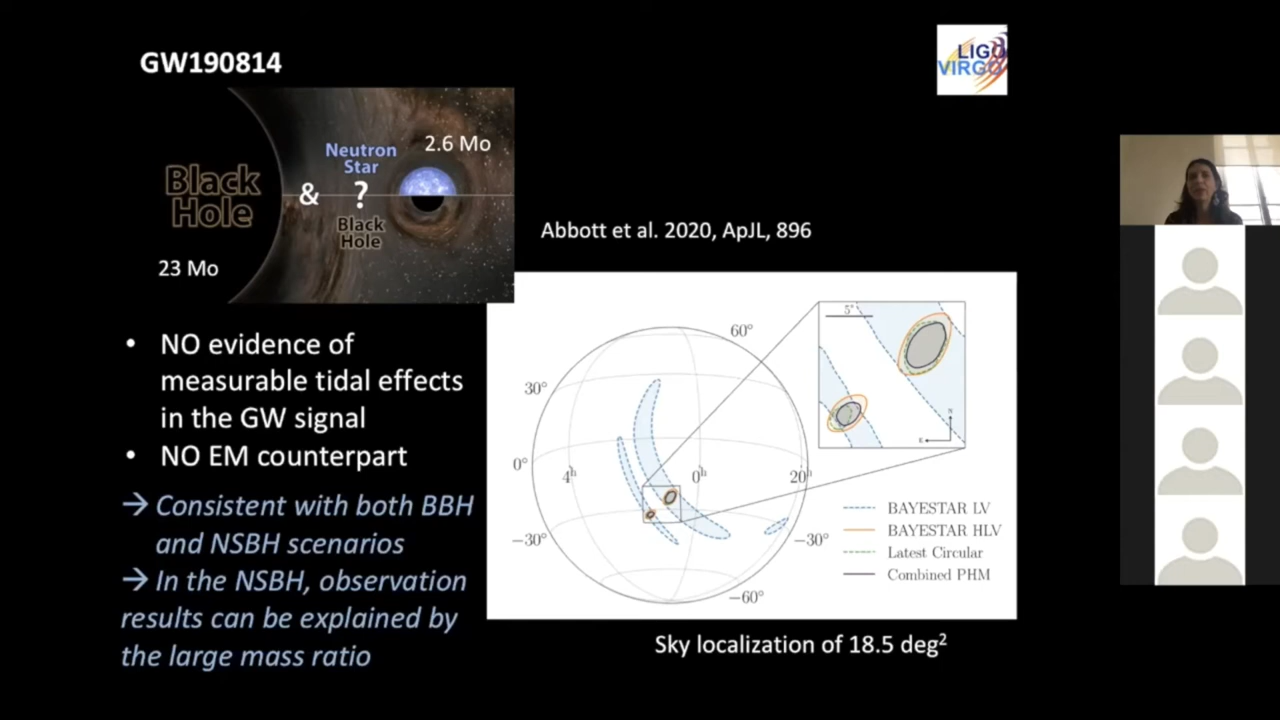 GW190814
LIGO
VIRGO
Neutron
Star
2.6 Mo
Black
Hole
&
?
Black
Hole
23 Mo
Abbott et al. 2020, ApJL, 896
• NO evidence of
measurable tidal effects
in the GW signal
• NO EM counterpart
→ Consistent with both BBH
and NSBH scenarios
→ In the NSBH, observation
results can be explained by
the large mass ratio
60°
30°
0°
4h
0h
20h
−30°
−30°
−60°
5°
N
E
BAYESTAR LV
BAYESTAR HLV
Latest Circular
Combined PHM
Sky localization of 18.5 deg²